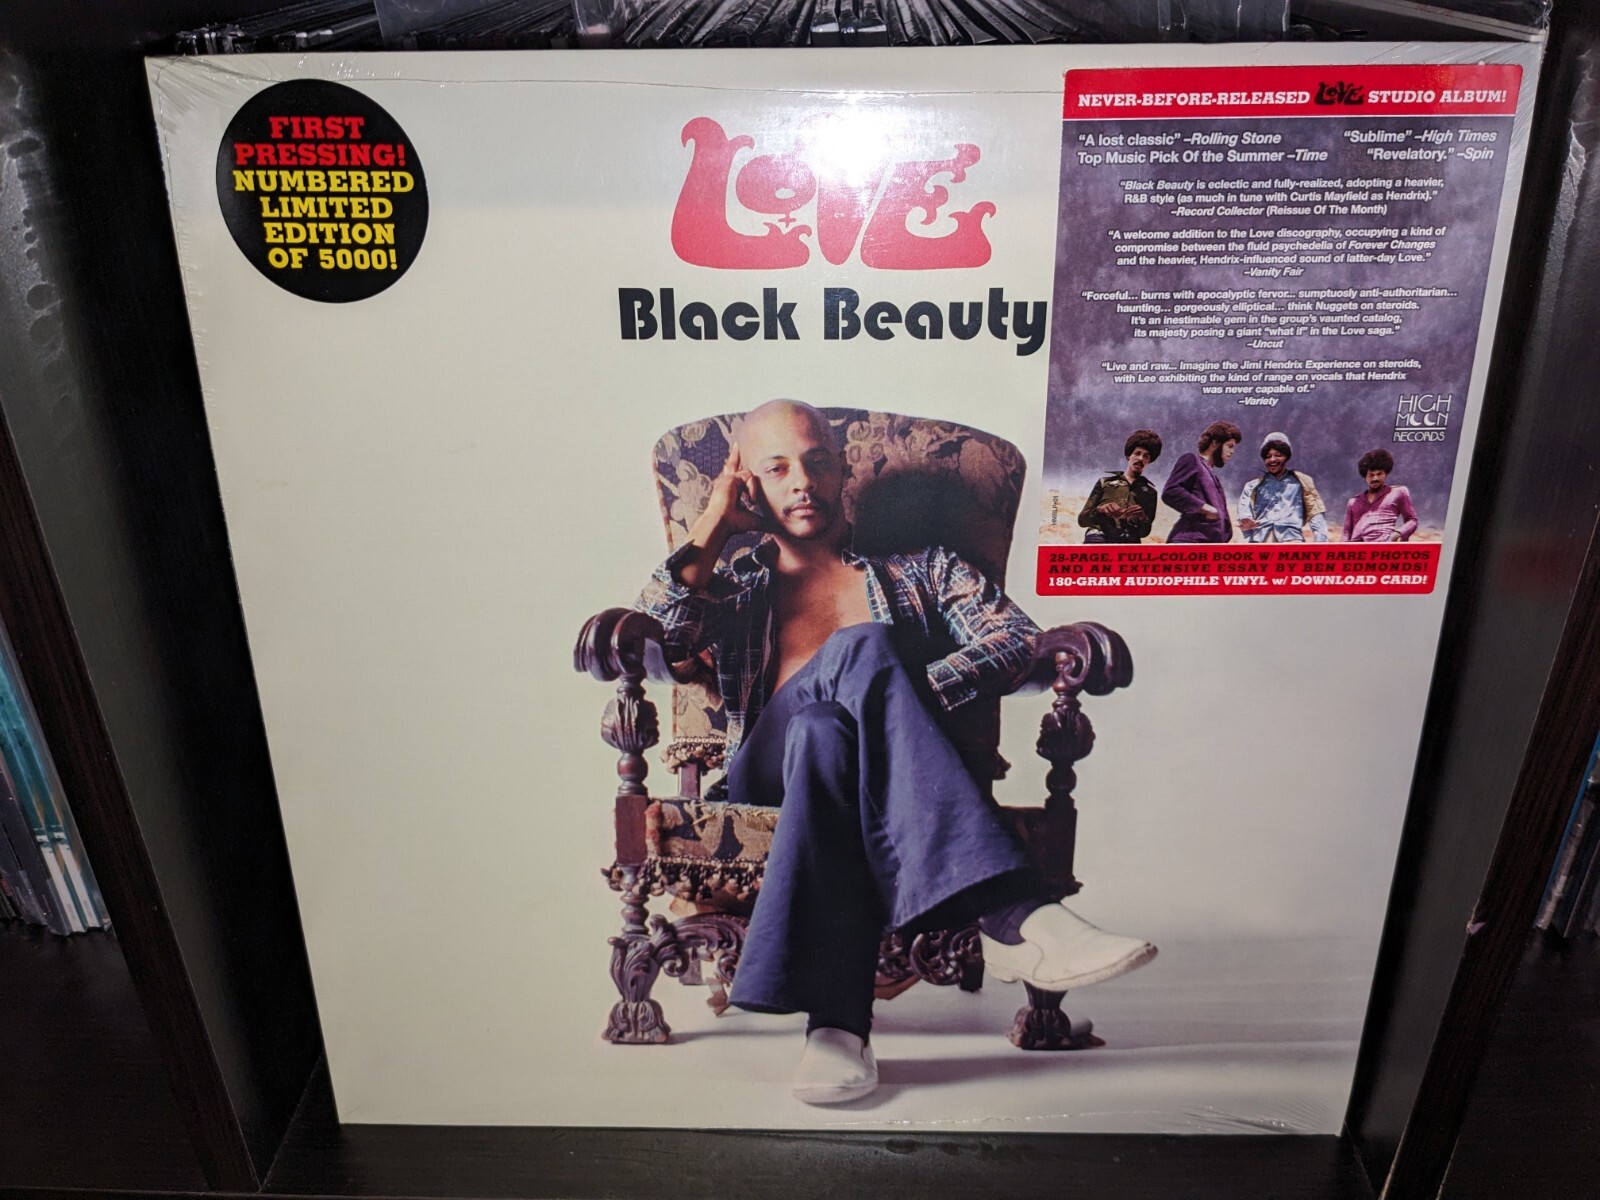 FIRST
PRESSING!
NUMBERED
LIMITED
EDITION
OF 5000!
LOVE
Black Beauty
NEVER-BEFORE-RELEASED LOVE STUDIO ALBUM!
"A lost classic" –Rolling Stone "Sublime" –High Times
Top Music Pick Of the Summer –Time "Revelatory." –Spin
"Black Beauty is eclectic and fully-realized, adopting a heavier,
R&B style (as much in tune with Curtis Mayfield as Hendrix)."
–Record Collector (Reissue Of The Month)
"A welcome addition to the Love discography, occupying a kind of
compromise between the fluid psychedelia of Forever Changes
and the heavier, Hendrix-influenced sound of latter-day Love."
–Vanity Fair
"Forceful... burns with apocalyptic fervor... sumptuosly anti-authoritarian...
haunting... gorgeously elliptical... think Nuggets on steroids.
It's an inestimable gem in the group's vaunted catalog,
its majesty posing a giant "what if" in the Love saga."
–Uncut
"Live and raw... Imagine the Jimi Hendrix Experience on steroids,
with Lee exhibiting the kind of range on vocals that Hendrix
was never capable of."
–Variety
HIGH
MOON
RECORDS
28-PAGE, FULL-COLOR BOOK W/ MANY RARE PHOTOS
AND AN EXTENSIVE ESSAY BY BEN EDMONDS!
180-GRAM AUDIOPHILE VINYL w/ DOWNLOAD CARD!